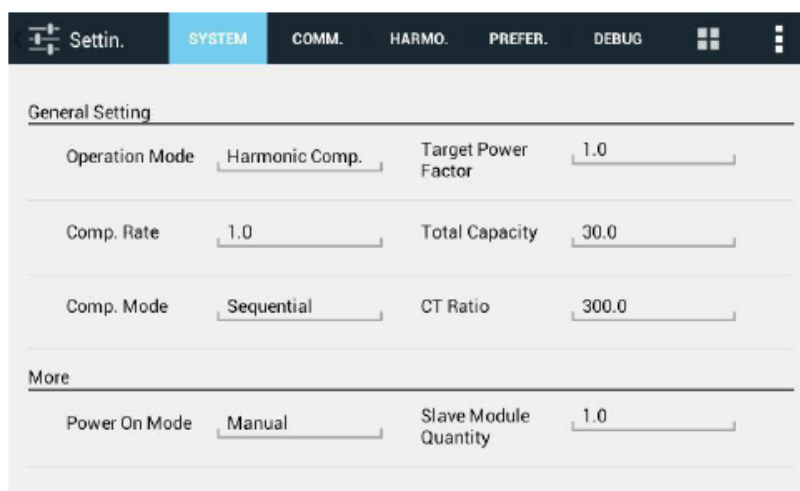 Settin. SYSTEM COMM. HARMO. PREFER. DEBUG
General Setting
Operation Mode Harmonic Comp. Target Power Factor 1.0
Comp. Rate 1.0 Total Capacity 30.0
Comp. Mode Sequential CT Ratio 300.0
More
Power On Mode Manual Slave Module Quantity 1.0